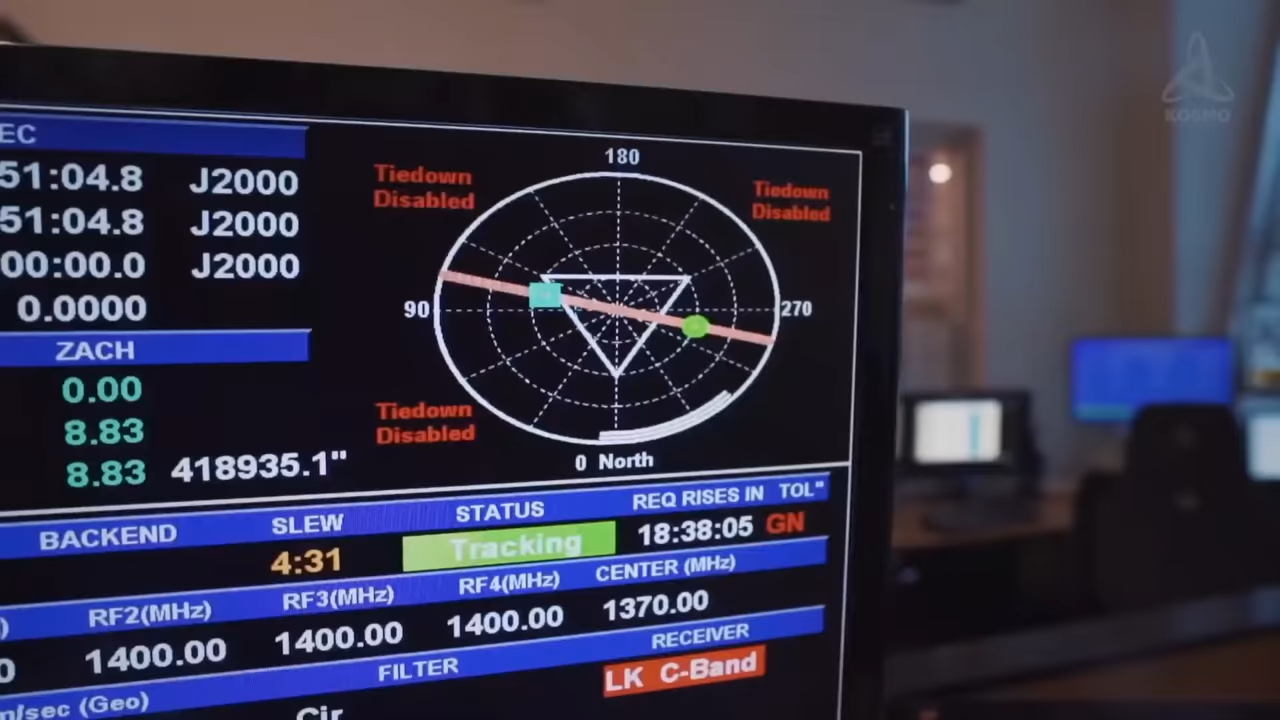 EC
51:04.8 J2000
51:04.8 J2000
00:00.0 J2000
0.0000
ZACH
0.00
8.83
8.83 418935.1"
Tiedown
Disabled
180
Tiedown
Disabled
90
270
Tiedown
Disabled
0 North
BACKEND SLEW STATUS REQ RISES IN TOL"
4:31 Tracking 18:38:05 GN
) RF2(MHz) RF3(MHz) RF4(MHz) CENTER (MHz)
0 1400.00 1400.00 1400.00 1370.00
m/sec (Geo) FILTER RECEIVER
Cir LK C-Band
KOSMO